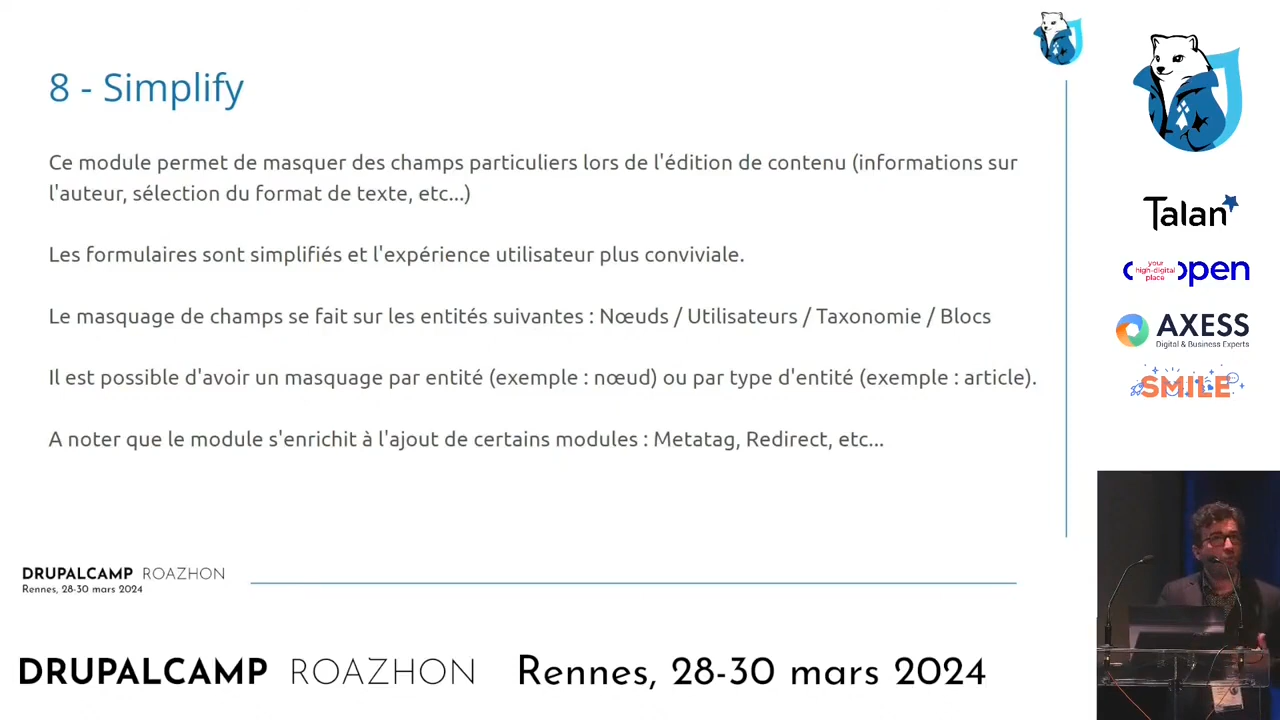 8 - Simplify
Ce module permet de masquer des champs particuliers lors de l'édition de contenu (informations sur
l'auteur, sélection du format de texte, etc...)
Les formulaires sont simplifiés et l'expérience utilisateur plus conviviale.
Le masquage de champs se fait sur les entités suivantes : Nœuds / Utilisateurs / Taxonomie / Blocs
Il est possible d'avoir un masquage par entité (exemple : nœud) ou par type d'entité (exemple : article).
A noter que le module s'enrichit à l'ajout de certains modules : Metatag, Redirect, etc...
DRUPALCAMP ROAZHON
Rennes, 28-30 mars 2024
Talan
your
high-digital
place
open
AXESS
Digital & Business Experts
SMILE
DRUPALCAMP ROAZHON Rennes, 28-30 mars 2024